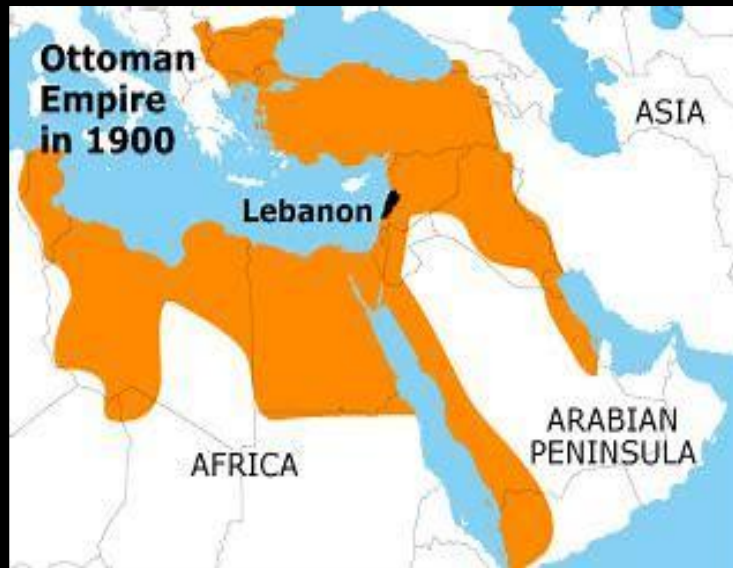 Ottoman
Empire
in 1900
ASIA
Lebanon
ARABIAN
PENINSULA
AFRICA